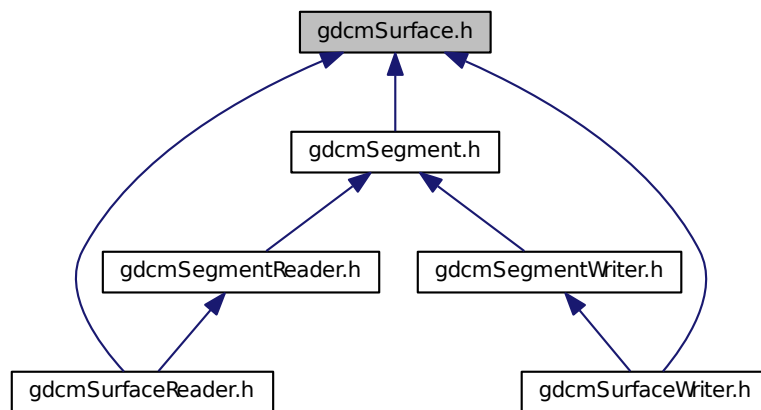 gdcmSurface.h
gdcmSegment.h
gdcmSegmentReader.h
gdcmSegmentWriter.h
gdcmSurfaceReader.h
gdcmSurfaceWriter.h